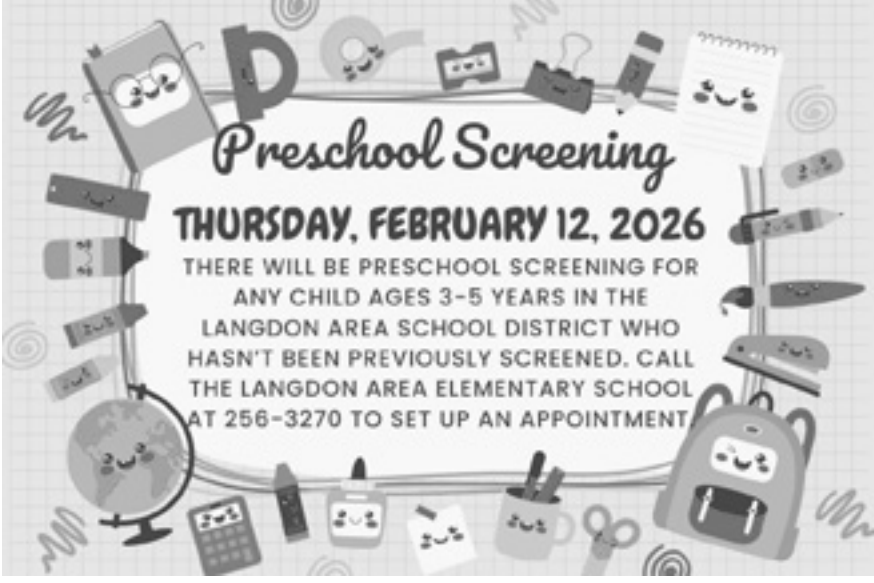 Preschool Screening
THURSDAY, FEBRUARY 12, 2026
THERE WILL BE PRESCHOOL SCREENING FOR
ANY CHILD AGES 3-5 YEARS IN THE
LANGDON AREA SCHOOL DISTRICT WHO
HASN'T BEEN PREVIOUSLY SCREENED. CALL
THE LANGDON AREA ELEMENTARY SCHOOL
AT 256-3270 TO SET UP AN APPOINTMENT.